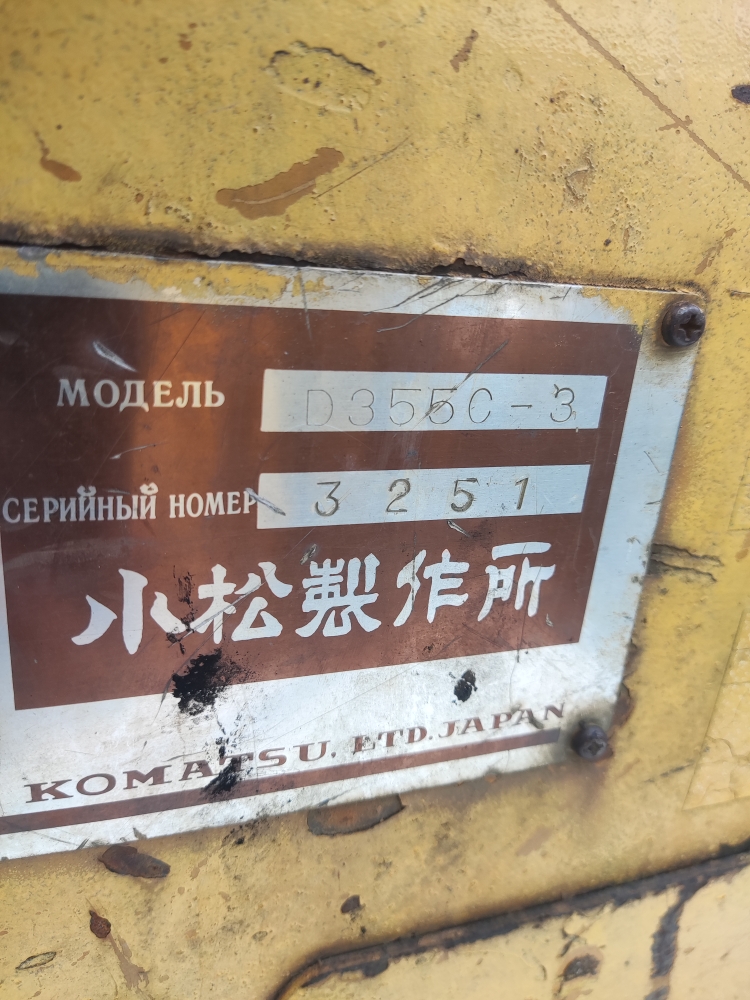 МОДЕЛЬ D355C-3
СЕРИЙНЫЙ НОМЕР 3251
小松製作所
KOMATSU. LTD. JAPAN